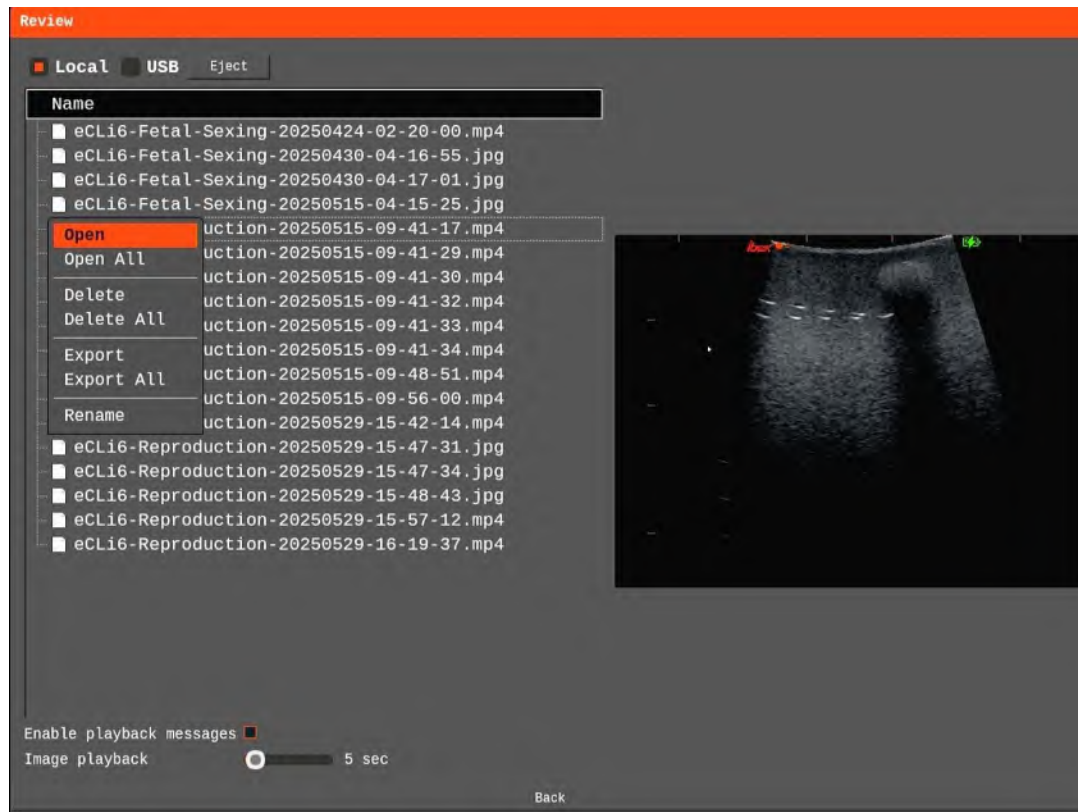 Review
Local USB Eject
Name
eCLi6-Fetal-Sexing-20250424-02-20-00.mp4
eCLi6-Fetal-Sexing-20250430-04-16-55.jpg
eCLi6-Fetal-Sexing-20250430-04-17-01.jpg
eCLi6-Fetal-Sexing-20250515-04-15-25.jpg
uction-20250515-09-41-17.mp4
uction-20250515-09-41-29.mp4
uction-20250515-09-41-30.mp4
uction-20250515-09-41-32.mp4
uction-20250515-09-41-33.mp4
uction-20250515-09-41-34.mp4
uction-20250515-09-48-51.mp4
uction-20250515-09-56-00.mp4
uction-20250529-15-42-14.mp4
Open
Open All
Delete
Delete All
Export
Export All
Rename
eCLi6-Reproduction-20250529-15-47-31.jpg
eCLi6-Reproduction-20250529-15-47-34.jpg
eCLi6-Reproduction-20250529-15-48-43.jpg
eCLi6-Reproduction-20250529-15-57-12.mp4
eCLi6-Reproduction-20250529-16-19-37.mp4
Enable playback messages
Image playback 5 sec
Back